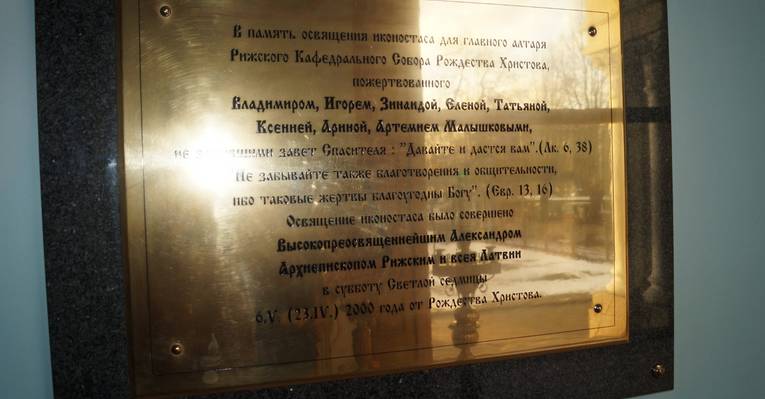 В память освящения иконостаса для главного алтаря
Рижского Кафедрального Собора Рождества Христова,
пожертвованного
Владимиром, Игорем, Зинаидой, Еленой, Татьяной,
Ксенией, Ариной, Артемием Малышковыми,
не завет Спасителя : "Давайте и дастся вам".(Лк. 6, 38)
Не забывайте также благотворения и общительности,
ибо таковые жертвы благоугодны Богу". (Евр. 13, 16)
Освящение иконостаса было совершено
Высокопреосвященнейшим Александром
Архиепископом Рижским и всея Латвии
в субботу Светлой седмицы
6.V. (23.IV.) 2000 года от Рождества Христова.